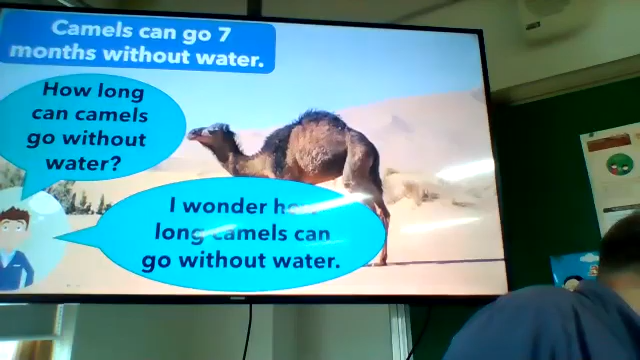 Camels can go 7
months without water.
How long
can camels
go without
water?
I wonder how
long camels can
go without water.